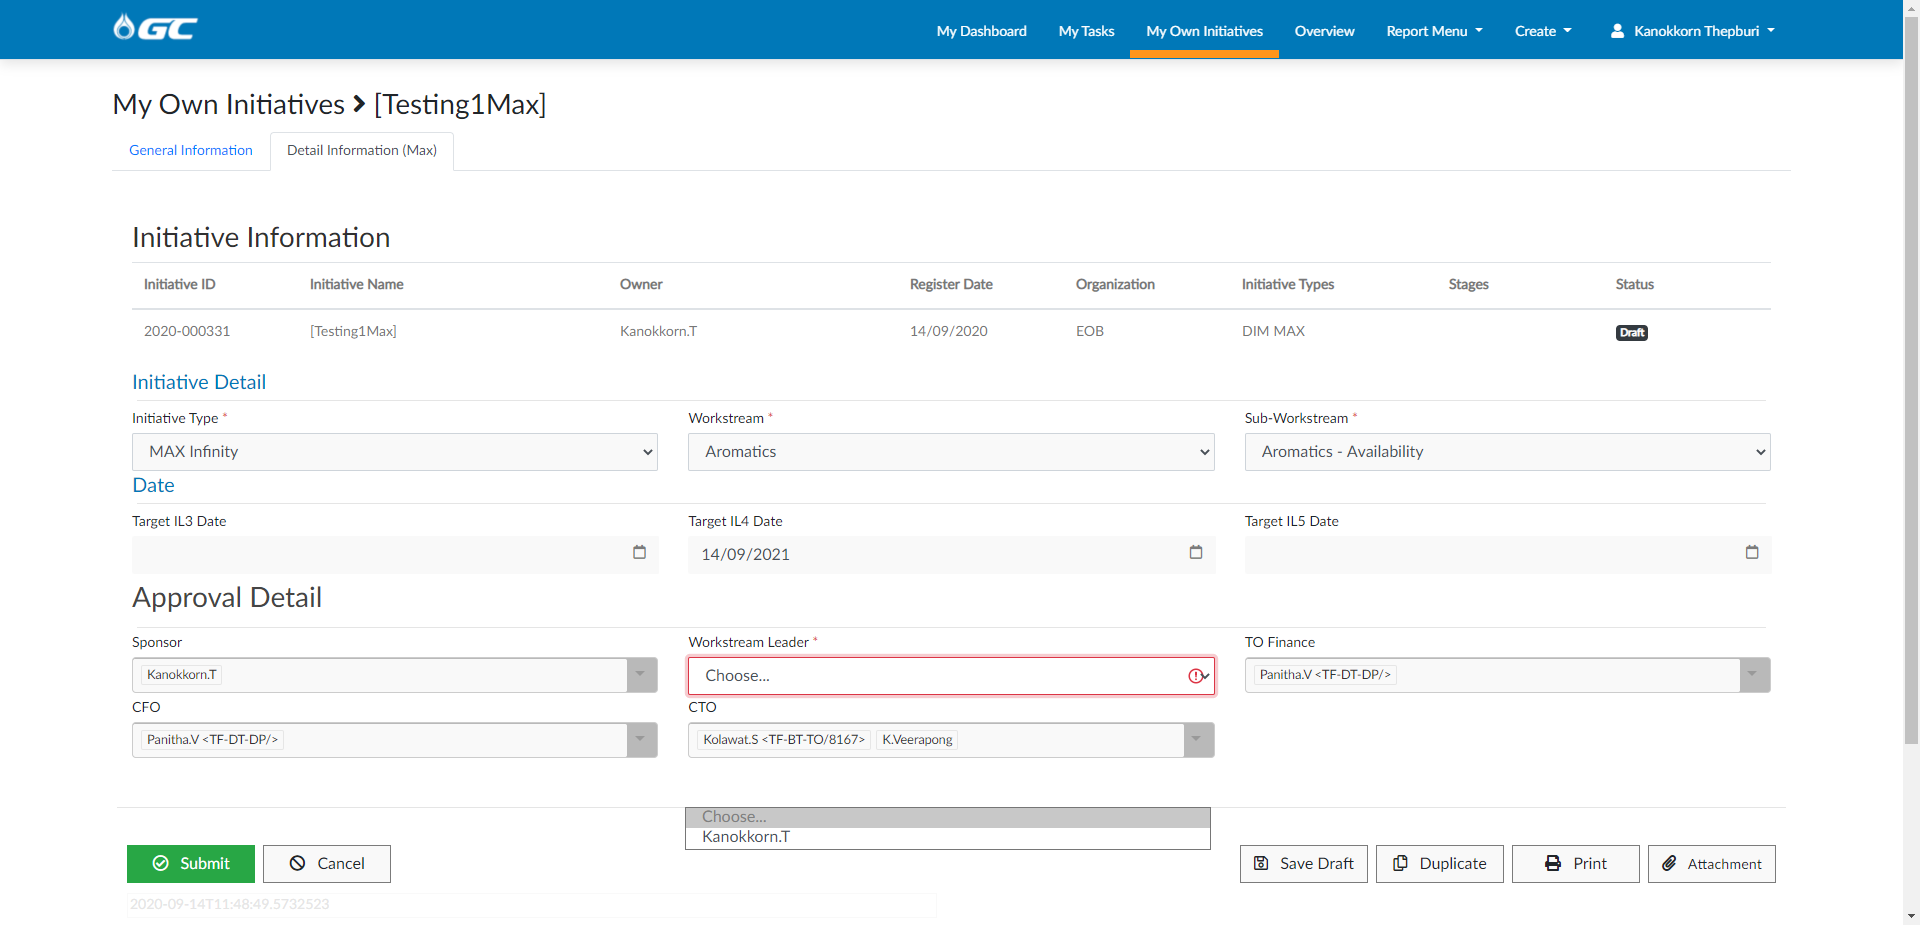 GC My Dashboard My Tasks My Own Initiatives Overview Report Menu Create Kanokkorn Thepburi
My Own Initiatives > [Testing1Max]
General Information Detail Information (Max)
Initiative Information
Initiative ID Initiative Name Owner Register Date Organization Initiative Types Stages Status
2020-000331 [Testing1Max] Kanokkorn.T 14/09/2020 EOB DIM MAX Draft
Initiative Detail
Initiative Type * Workstream * Sub-Workstream *
MAX Infinity Aromatics Aromatics - Availability
Date
Target IL3 Date Target IL4 Date Target IL5 Date
14/09/2021
Approval Detail
Sponsor Workstream Leader * TO Finance
Kanokkorn.T Choose... Panitha.V <TF-DT-DP/>
CFO CTO
Panitha.V <TF-DT-DP/> Kolawat.S <TF-BT-TO/8167> K.Veerapong
Choose...
Kanokkorn.T
Submit Cancel Save Draft Duplicate Print Attachment
2020-09-14T11:48:49.5732523